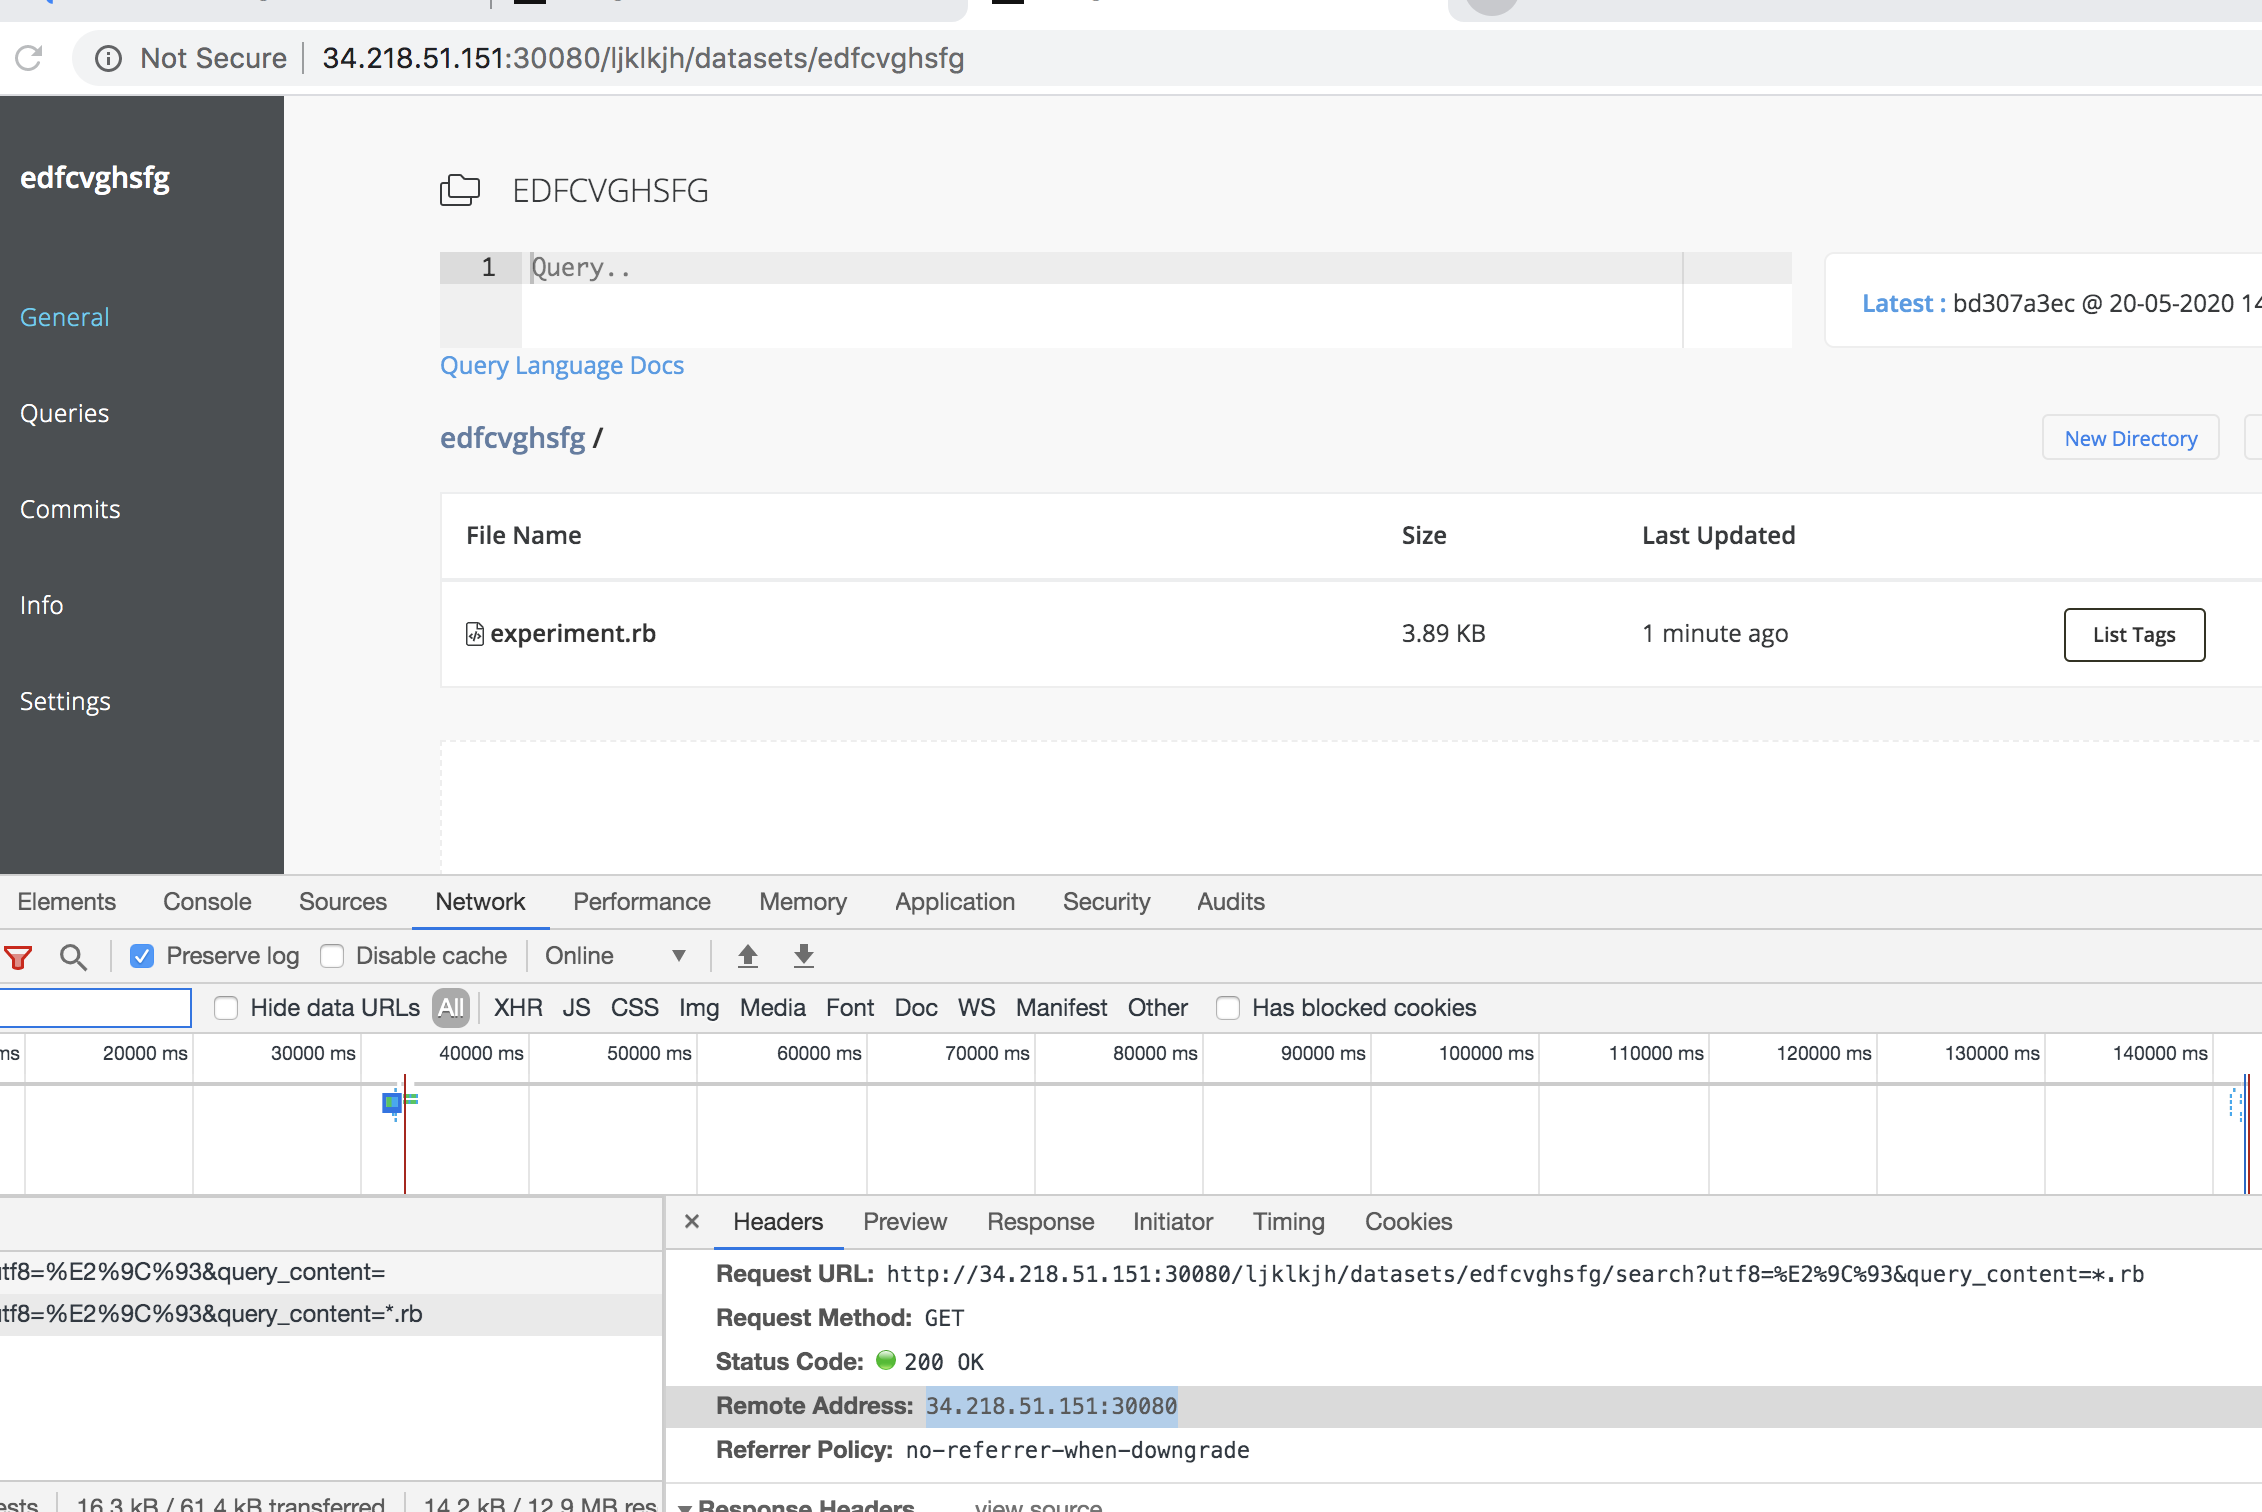 Not Secure 34.218.51.151:30080/ljklkjh/datasets/edfcvghsfg
edfcvghsfg
General
Queries
Commits
Info
Settings
EDFCVGHSFG
1 Query..
Query Language Docs
Latest : bd307a3ec @ 20-05-2020 14
edfcvghsfg /
New Directory
File Name Size Last Updated
experiment.rb 3.89 KB 1 minute ago List Tags
Elements Console Sources Network Performance Memory Application Security Audits
Preserve log Disable cache Online
Hide data URLs All XHR JS CSS Img Media Font Doc WS Manifest Other Has blocked cookies
ms 20000 ms 30000 ms 40000 ms 50000 ms 60000 ms 70000 ms 80000 ms 90000 ms 100000 ms 110000 ms 120000 ms 130000 ms 140000 ms
tf8=%E2%9C%93&query_content=
tf8=%E2%9C%93&query_content=*.rb
ests 16.3 kB / 61.4 kB transferred 14.2 kB / 12.9 MB res
Headers Preview Response Initiator Timing Cookies
Request URL: http://34.218.51.151:30080/ljklkjh/datasets/edfcvghsfg/search?utf8=%E2%9C%93&query_content=*.rb
Request Method: GET
Status Code: 200 OK
Remote Address: 34.218.51.151:30080
Referrer Policy: no-referrer-when-downgrade
Response Headers view source